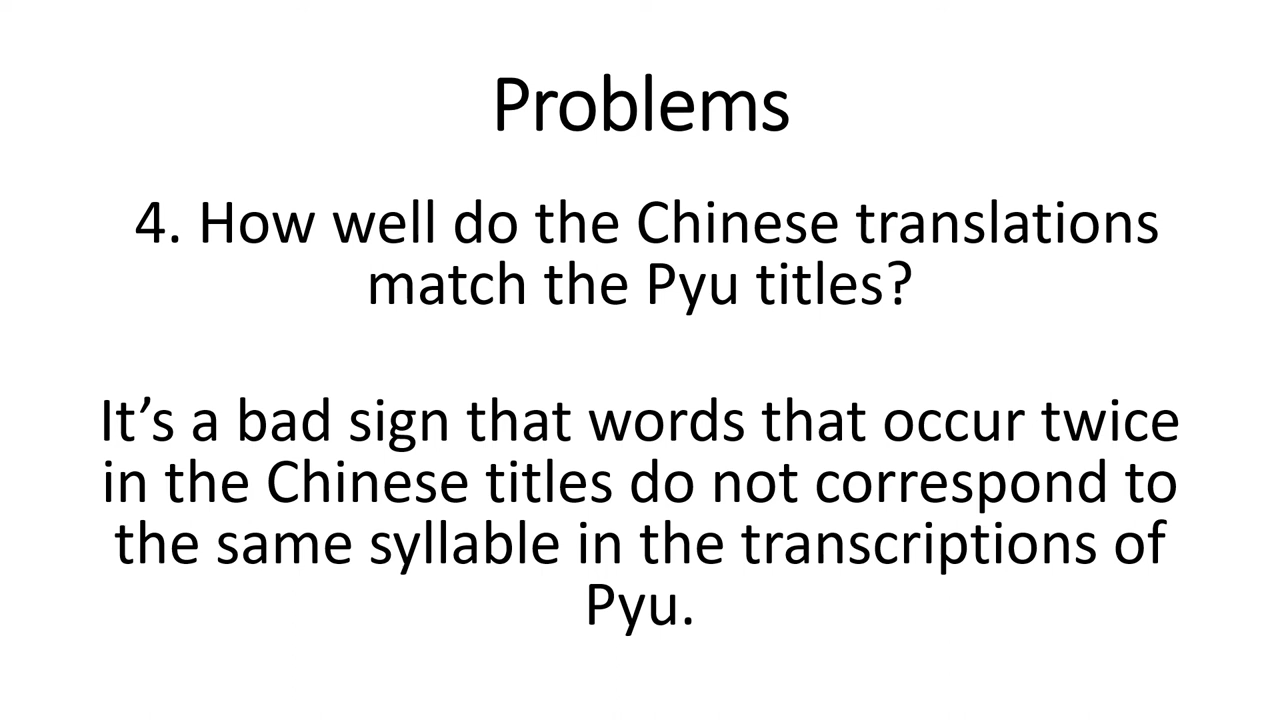 Problems
4. How well do the Chinese translations
match the Pyu titles?
It’s a bad sign that words that occur twice
in the Chinese titles do not correspond to
the same syllable in the transcriptions of
Pyu.